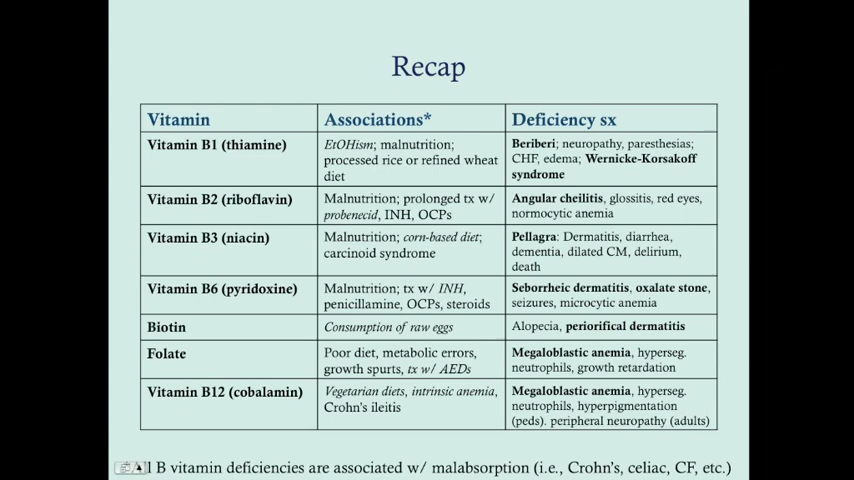 Recap
Vitamin Associations* Deficiency sx
Vitamin B1 (thiamine)
EtOHism; malnutrition;
processed rice or refined wheat
diet
Beriberi; neuropathy, paresthesias;
CHF, edema; Wernicke-Korsakoff
syndrome
Vitamin B2 (riboflavin)
Malnutrition; prolonged tx w/
probenecid, INH, OCPs
Angular cheilitis, glossitis, red eyes,
normocytic anemia
Vitamin B3 (niacin)
Malnutrition; corn-based diet;
carcinoid syndrome
Pellagra: Dermatitis, diarrhea,
dementia, dilated CM, delirium,
death
Vitamin B6 (pyridoxine)
Malnutrition; tx w/ INH,
penicillamine, OCPs, steroids
Seborrheic dermatitis, oxalate stone,
seizures, microcytic anemia
Biotin
Consumption of raw eggs
Alopecia, periorifical dermatitis
Folate
Poor diet, metabolic errors,
growth spurts, tx w/ AEDs
Megaloblastic anemia, hyperseg.
neutrophils, growth retardation
Vitamin B12 (cobalamin)
Vegetarian diets, intrinsic anemia,
Crohn's ileitis
Megaloblastic anemia, hyperseg.
neutrophils, hyperpigmentation
(peds). peripheral neuropathy (adults)
B vitamin deficiencies are associated w/ malabsorption (i.e., Crohn's, celiac, CF, etc.)